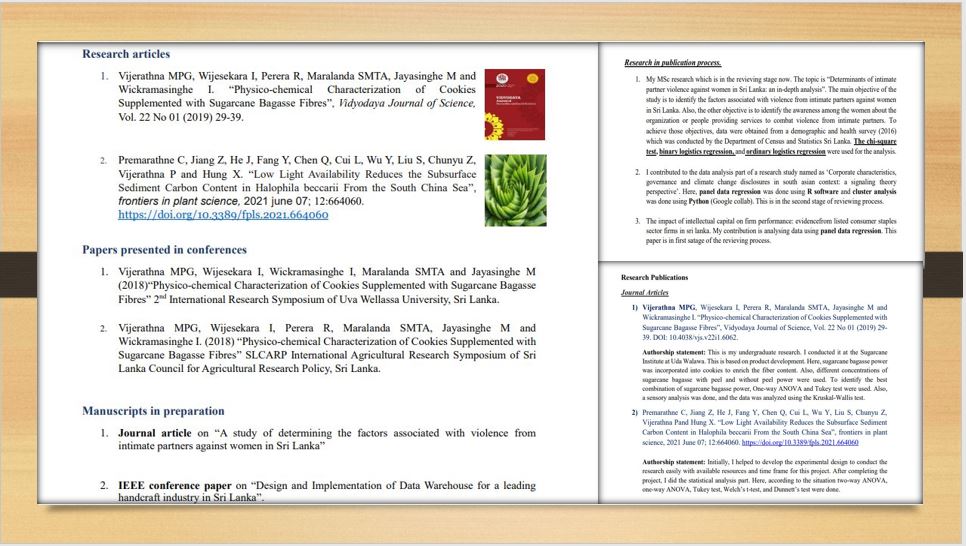 Research articles
1. Vijerathna MPG, Wijesekara I, Perera R, Maralanda SMTA, Jayasinghe M and
Wickramasinghe I. “Physico-chemical Characterization of Cookies
Supplemented with Sugarcane Bagasse Fibres”, Vidyodaya Journal of Science,
Vol. 22 No 01 (2019) 29-39.
2. Premarathne C, Jiang Z, He J, Fang Y, Chen Q, Cui L, Wu Y, Liu S, Chunyu Z,
Vijerathna P and Hung X. “Low Light Availability Reduces the Subsurface
Sediment Carbon Content in Halophila beccarii From the South China Sea”,
frontiers in plant science, 2021 june 07; 12:664060.
https://doi.org/10.3389/fpls.2021.664060
Papers presented in conferences
1. Vijerathna MPG, Wijesekara I, Wickramasinghe I, Maralanda SMTA and Jayasinghe M
(2018)“Physico-chemical Characterization of Cookies Supplemented with Sugarcane Bagasse
Fibres” 2nd International Research Symposium of Uva Wellassa University, Sri Lanka.
2. Vijerathna MPG, Wijesekara I, Perera R, Maralanda SMTA, Jayasinghe M and
Wickramasinghe I. (2018) “Physico-chemical Characterization of Cookies Supplemented with
Sugarcane Bagasse Fibres” SLCARP International Agricultural Research Symposium of Sri
Lanka Council for Agricultural Research Policy, Sri Lanka.
Manuscripts in preparation
1. Journal article on “A study of determining the factors associated with violence from
intimate partners against women in Sri Lanka”
2. IEEE conference paper on “Design and Implementation of Data Warehouse for a leading
handcraft industry in Sri Lanka”.
Research in publication process.
1. My MSc research which is in the reviewing stage now. The topic is “Determinants of intimate
partner violence against women in Sri Lanka: an in-depth analysis”. The main objective of the
study is to identify the factors associated with violence from intimate partners against women
in Sri Lanka. Also, the other objective is to identify the awareness among the women about the
organization or people providing services to combat violence from intimate partners. To
achieve those objectives, data were obtained from a demographic and health survey (2016)
which was conducted by the Department of Census and Statistics Sri Lanka. The chi-square
test, binary logistics regression, and ordinary logistics regression were used for the analysis.
2. I contributed to the data analysis part of a research study named as ‘Corporate characteristics,
governance and climate change disclosures in south asian context: a signaling theory
perspective’. Here, panel data regression was done using R software and cluster analysis
was done using Python (Google collab). This is in the second stage of reviewing process.
3. The impact of intellectual capital on firm performance: evidencefrom listed consumer staples
sector firms in sri lanka. My contribution is analysing data using panel data regression. This
paper is in first satage of the revieving process.
Research Publications
Journal Articles
1) Vijerathna MPG, Wijesekara I, Perera R, Maralanda SMTA, Jayasinghe M and
Wickramasinghe I. “Physico-chemical Characterization of Cookies Supplemented with
Sugarcane Bagasse Fibres”, Vidyodaya Journal of Science, Vol. 22 No 01 (2019) 29-
39. DOI: 10.4038/vjs.v22i1.6062.
Authorship statement: This is my undergraduate research. I conducted it at the Sugarcane
Institute at Uda Walawa. This is based on product development. Here, sugarcane bagasse power
was incorporated into cookies to enrich the fiber content. Also, different concentrations of
sugarcane bagasse with peel and without peel power were used. To identify the best
combination of sugarcane bagasse, One-way ANOVA and Tukey test were used. Also,
a sensory analysis was done, and the data was analyzed using the Kruskal-Wallis test.
2) Premarathne C, Jiang Z, He J, Fang Y, Chen Q, Cui L, Wu Y, Liu S, Chunyu Z,
Vijerathna Pand Hung X. “Low Light Availability Reduces the Subsurface Sediment
Carbon Content in Halophila beccarii From the South China Sea”, frontiers in plant
science, 2021 June 07; 12:664060. https://doi.org/10.3389/fpls.2021.664060
Authorship statement: Initially, I helped to develop the experimental design to conduct the
research easily with available resources and time frame for this project. After completing the
project, I did the statistical analysis part. Here, according to the situation two-way ANOVA,
one-way ANOVA, Tukey test, Welch’s t-test, and Dunnett’s test were done.